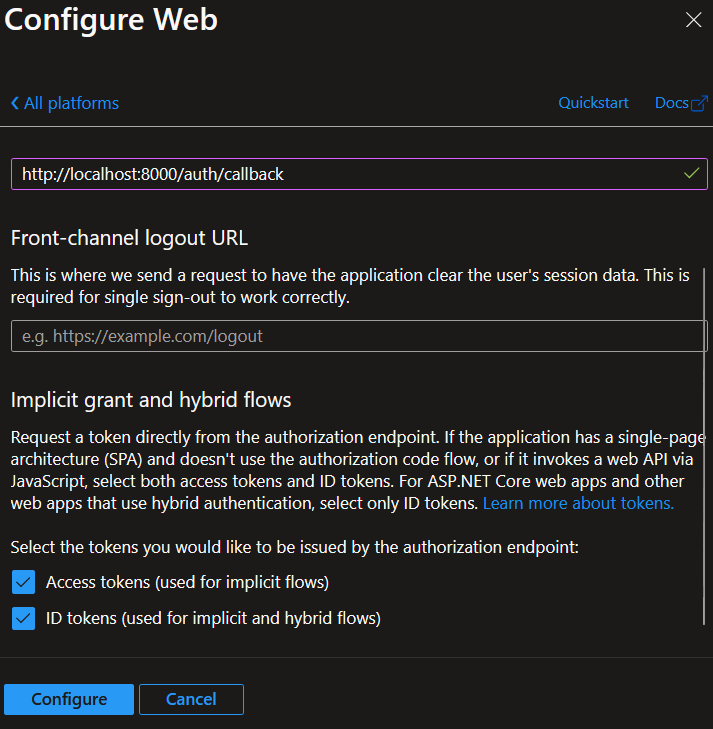 Configure Web
All platforms
Quickstart
Docs
http://localhost:8000/auth/callback
Front-channel logout URL
This is where we send a request to have the application clear the user's session data. This is
required for single sign-out to work correctly.
e.g. https://example.com/logout
Implicit grant and hybrid flows
Request a token directly from the authorization endpoint. If the application has a single-page
architecture (SPA) and doesn't use the authorization code flow, or if it invokes a web API via
JavaScript, select both access tokens and ID tokens. For ASP.NET Core web apps and other
web apps that use hybrid authentication, select only ID tokens. Learn more about tokens.
Select the tokens you would like to be issued by the authorization endpoint:
Access tokens (used for implicit flows)
ID tokens (used for implicit and hybrid flows)
Configure
Cancel